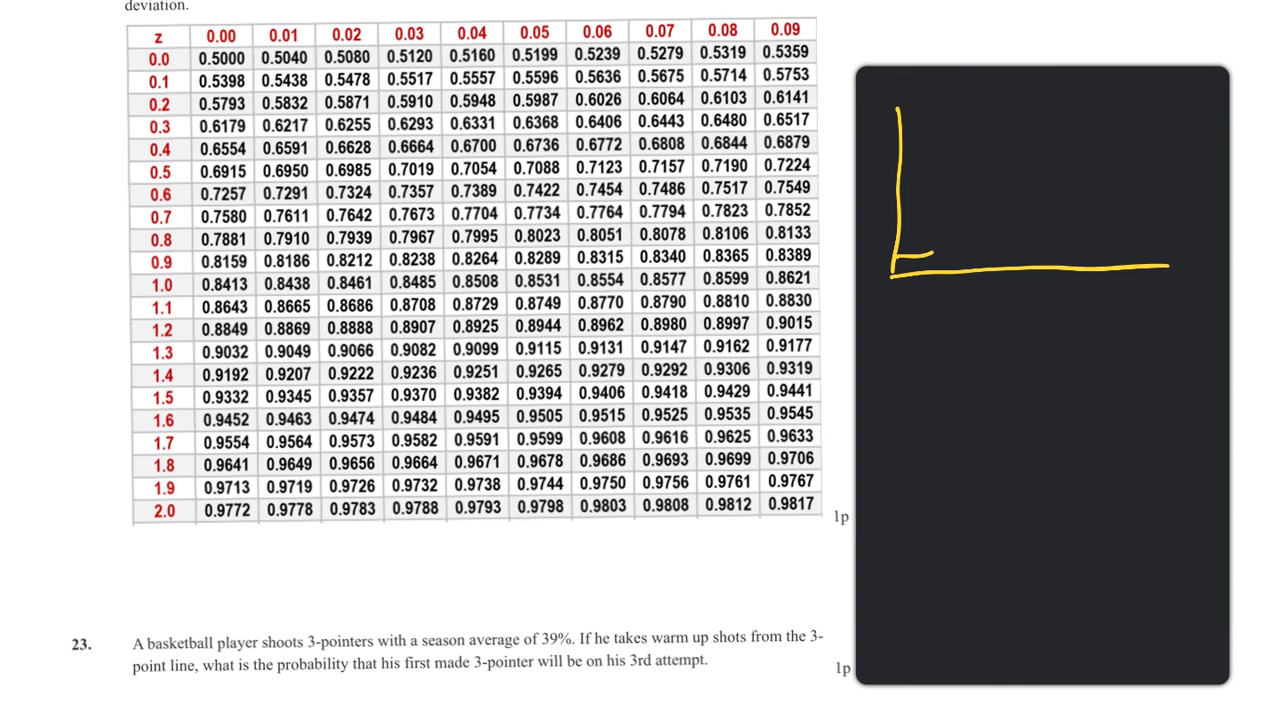 deviation.
z 0.00 0.01 0.02 0.03 0.04 0.05 0.06 0.07 0.08 0.09
0.0 0.5000 0.5040 0.5080 0.5120 0.5160 0.5199 0.5239 0.5279 0.5319 0.5359
0.1 0.5398 0.5438 0.5478 0.5517 0.5557 0.5596 0.5636 0.5675 0.5714 0.5753
0.2 0.5793 0.5832 0.5871 0.5910 0.5948 0.5987 0.6026 0.6064 0.6103 0.6141
0.3 0.6179 0.6217 0.6255 0.6293 0.6331 0.6368 0.6406 0.6443 0.6480 0.6517
0.4 0.6554 0.6591 0.6628 0.6664 0.6700 0.6736 0.6772 0.6808 0.6844 0.6879
0.5 0.6915 0.6950 0.6985 0.7019 0.7054 0.7088 0.7123 0.7157 0.7190 0.7224
0.6 0.7257 0.7291 0.7324 0.7357 0.7389 0.7422 0.7454 0.7486 0.7517 0.7549
0.7 0.7580 0.7611 0.7642 0.7673 0.7704 0.7734 0.7764 0.7794 0.7823 0.7852
0.8 0.7881 0.7910 0.7939 0.7967 0.7995 0.8023 0.8051 0.8078 0.8106 0.8133
0.9 0.8159 0.8186 0.8212 0.8238 0.8264 0.8289 0.8315 0.8340 0.8365 0.8389
1.0 0.8413 0.8438 0.8461 0.8485 0.8508 0.8531 0.8554 0.8577 0.8599 0.8621
1.1 0.8643 0.8665 0.8686 0.8708 0.8729 0.8749 0.8770 0.8790 0.8810 0.8830
1.2 0.8849 0.8869 0.8888 0.8907 0.8925 0.8944 0.8962 0.8980 0.8997 0.9015
1.3 0.9032 0.9049 0.9066 0.9082 0.9099 0.9115 0.9131 0.9147 0.9162 0.9177
1.4 0.9192 0.9207 0.9222 0.9236 0.9251 0.9265 0.9279 0.9292 0.9306 0.9319
1.5 0.9332 0.9345 0.9357 0.9370 0.9382 0.9394 0.9406 0.9418 0.9429 0.9441
1.6 0.9452 0.9463 0.9474 0.9484 0.9495 0.9505 0.9515 0.9525 0.9535 0.9545
1.7 0.9554 0.9564 0.9573 0.9582 0.9591 0.9599 0.9608 0.9616 0.9625 0.9633
1.8 0.9641 0.9649 0.9656 0.9664 0.9671 0.9678 0.9686 0.9693 0.9699 0.9706
1.9 0.9713 0.9719 0.9726 0.9732 0.9738 0.9744 0.9750 0.9756 0.9761 0.9767
2.0 0.9772 0.9778 0.9783 0.9788 0.9793 0.9798 0.9803 0.9808 0.9812 0.9817
1p
23. A basketball player shoots 3-pointers with a season average of 39%. If he takes warm up shots from the 3-
point line, what is the probability that his first made 3-pointer will be on his 3rd attempt.
1p